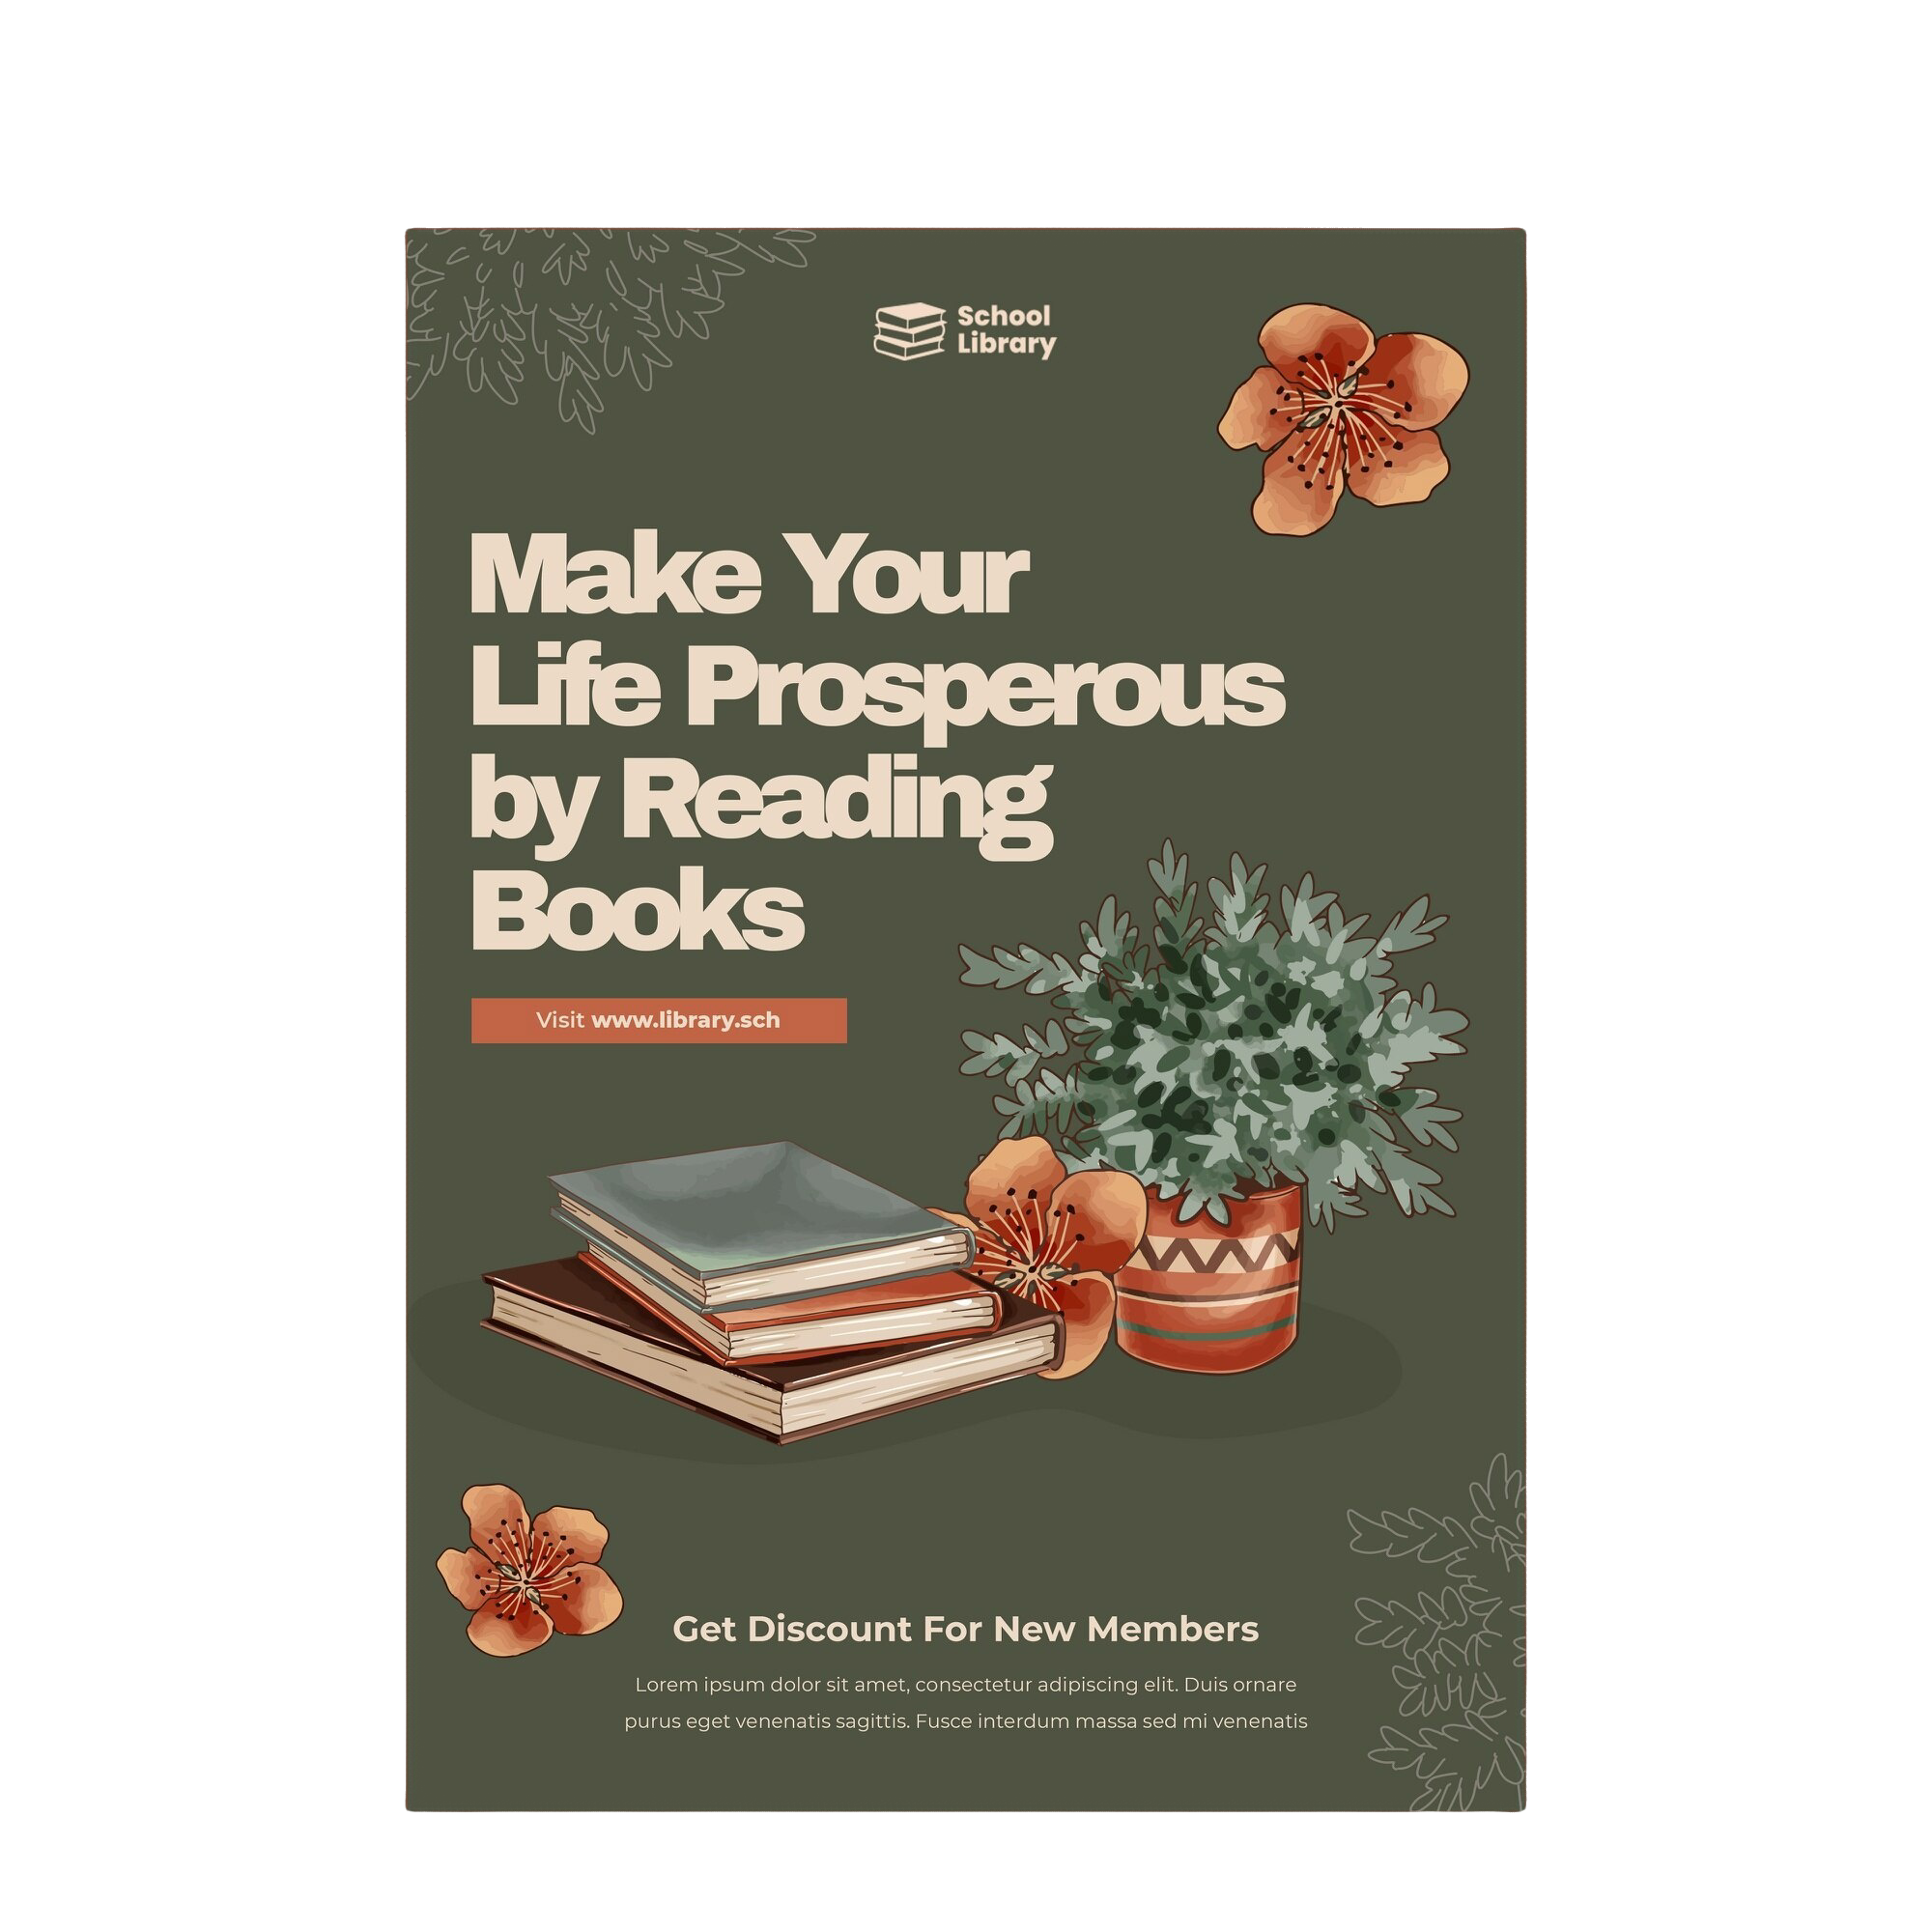 School
Library
Make Your
Life Prosperous
by Reading
Books
Visit www.library.sch
Get Discount For New Members
Lorem ipsum dolor sit amet, consectetur adipiscing elit. Duis ornare
purus eget venenatis sagittis. Fusce interdum massa sed mi venenatis